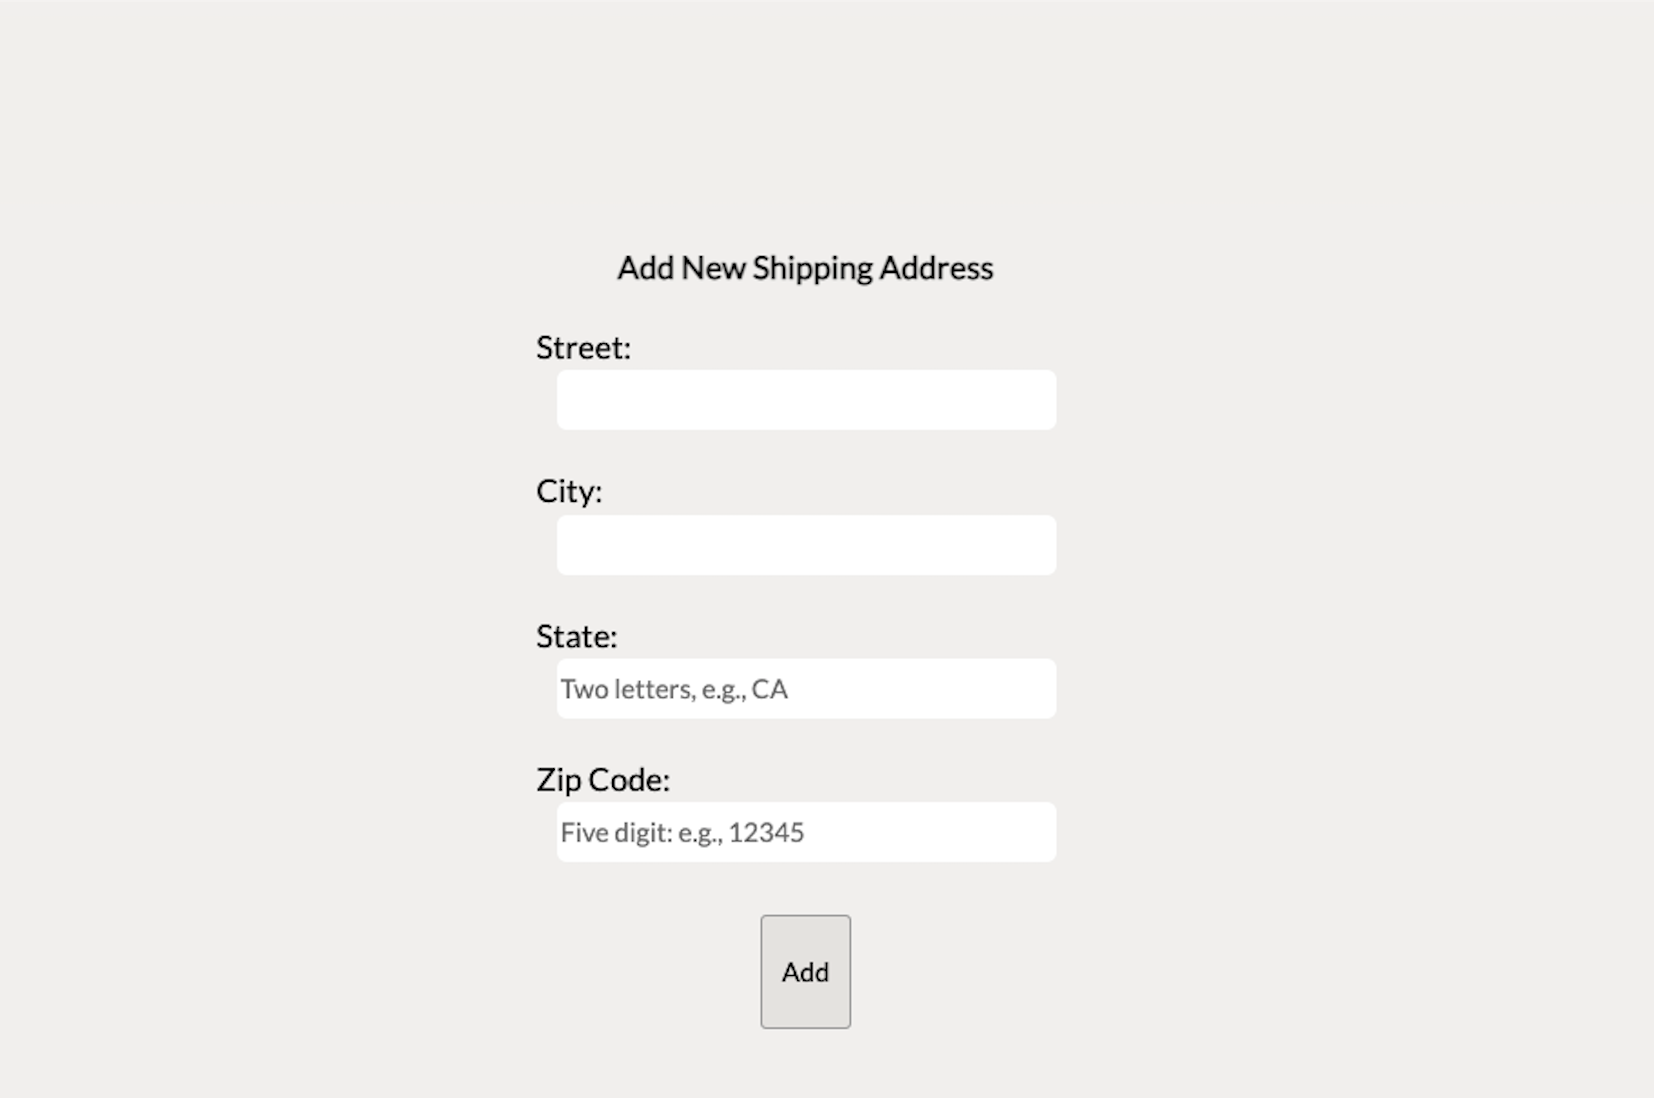 Add New Shipping Address
Street:
City:
State:
Two letters, e.g., CA
Zip Code:
Five digit: e.g., 12345
Add